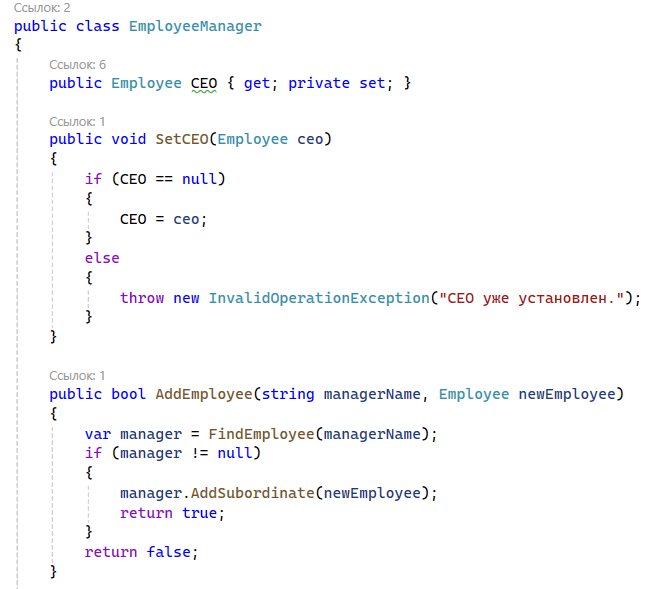 Ссылок: 2
public class EmployeeManager
{
Ссылок: 6
public Employee CEO { get; private set; }
Ссылок: 1
public void SetCEO(Employee ceo)
{
if (CEO == null)
{
CEO = ceo;
}
else
{
throw new InvalidOperationException("CEO уже установлен.");
}
}
Ссылок: 1
public bool AddEmployee(string managerName, Employee newEmployee)
{
var manager = FindEmployee(managerName);
if (manager != null)
{
manager.AddSubordinate(newEmployee);
return true;
}
return false;
}